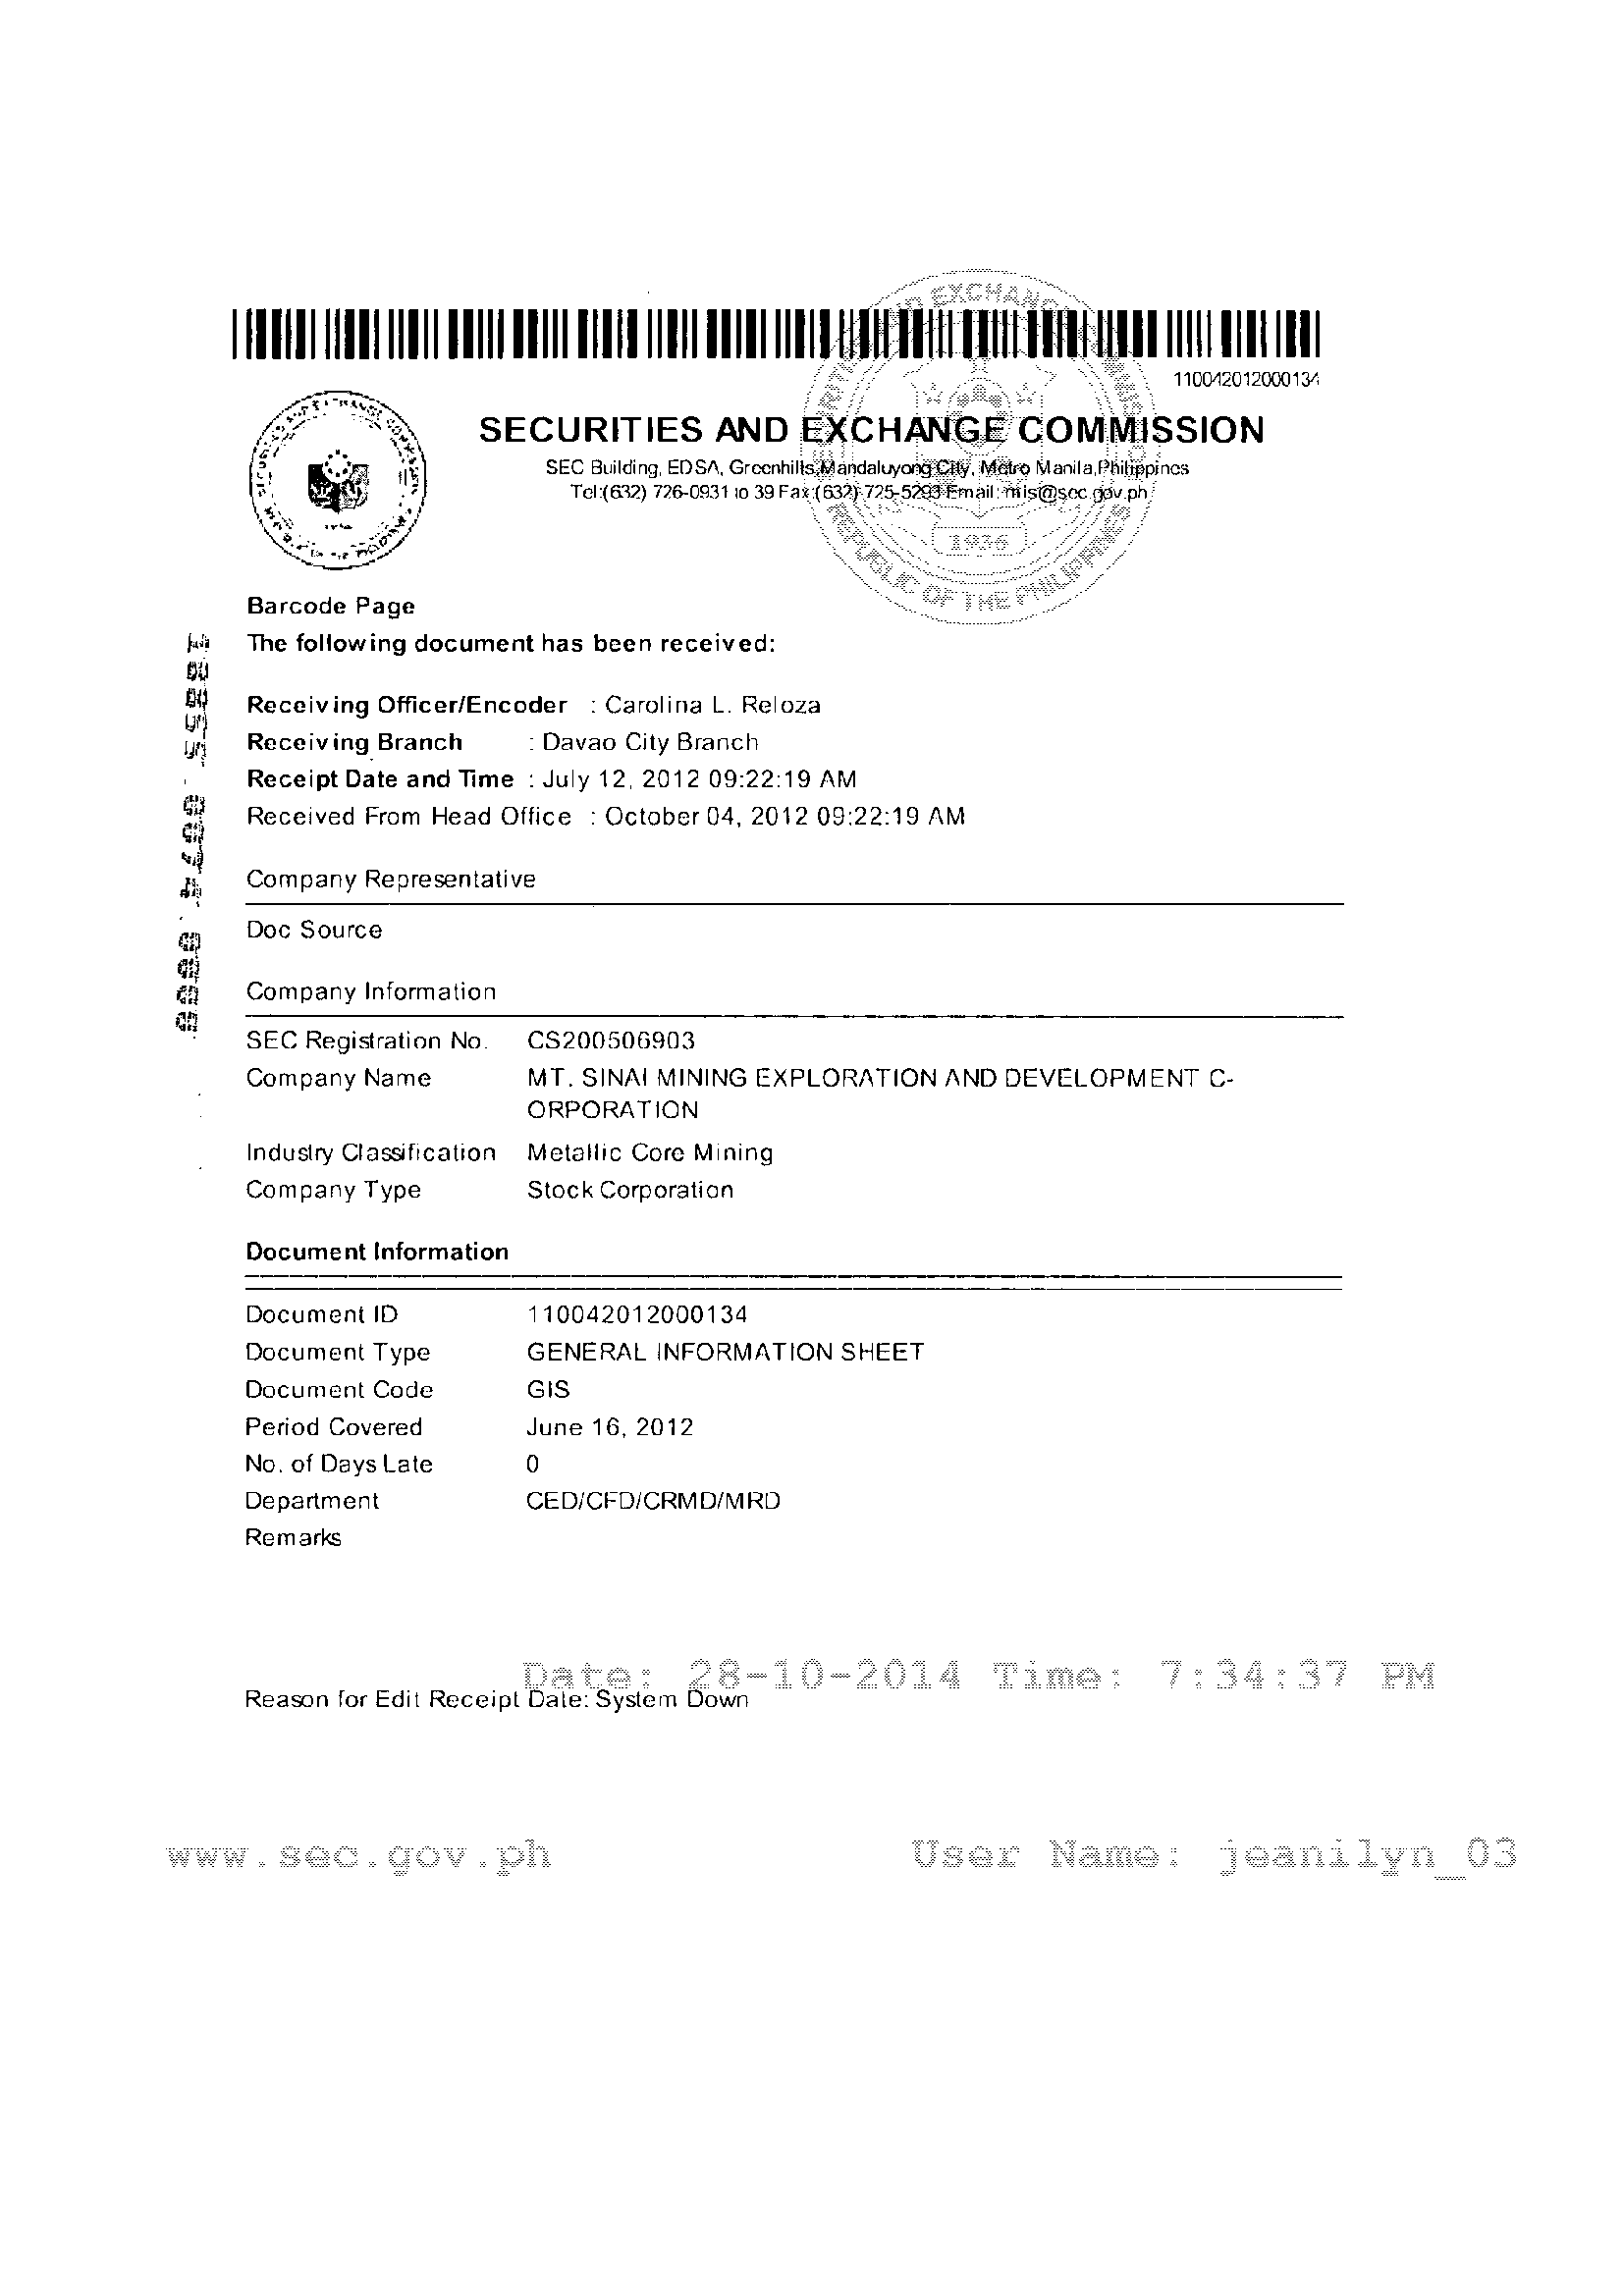 110042012000134
SECURITIES AND EXCHANGE COMMISSION
SEC Building, EDSA, Greenhills,Mandaluyong City, Metro Manila,Philippines
Tel:(632) 726-0931 to 39 Fax:(632) 725-5293 Email: mis@sec.gov.ph
1936
REPUBLIC OF THE PHILIPPINES
Barcode Page
The following document has been received:
Receiving Officer/Encoder : Carolina L. Reloza
Receiving Branch : Davao City Branch
Receipt Date and Time : July 12, 2012 09:22:19 AM
Received From Head Office : October 04, 2012 09:22:19 AM
Company Representative
Doc Source
Company Information
SEC Registration No. CS200506903
Company Name MT. SINAI MINING EXPLORATION AND DEVELOPMENT C-
ORPORATION
Industry Classification Metallic Core Mining
Company Type Stock Corporation
Document Information
Document ID 110042012000134
Document Type GENERAL INFORMATION SHEET
Document Code GIS
Period Covered June 16, 2012
No. of Days Late 0
Department CED/CFD/CRMD/MRD
Remarks
Date: 28-10-2014 Time: 7:34:37 PM
Reason for Edit Receipt Date: System Down
www.sec.gov.ph User Name: jeanilyn_03